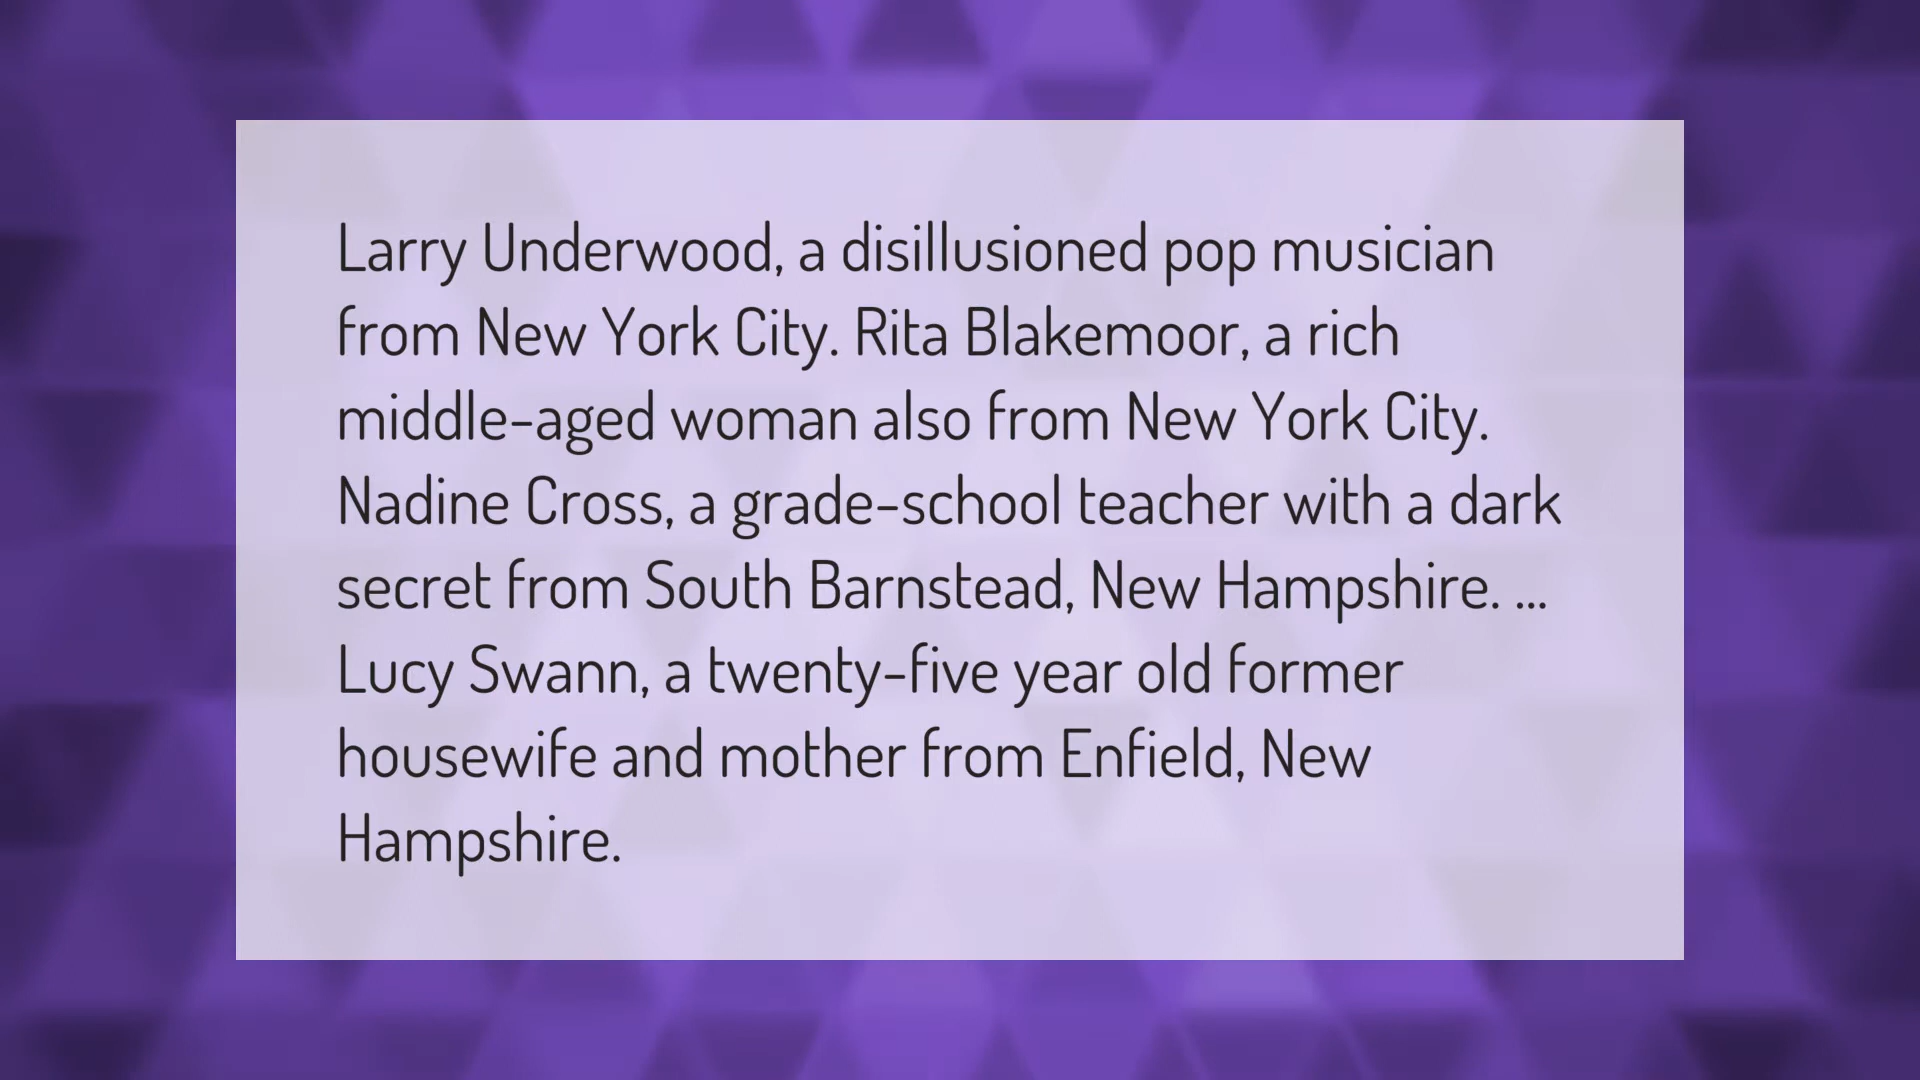 Larry Underwood, a disillusioned pop musician
from New York City. Rita Blakemoor, a rich
middle-aged woman also from New York City.
Nadine Cross, a grade-school teacher with a dark
secret from South Barnstead, New Hampshire. ...
Lucy Swann, a twenty-five year old former
housewife and mother from Enfield, New
Hampshire.